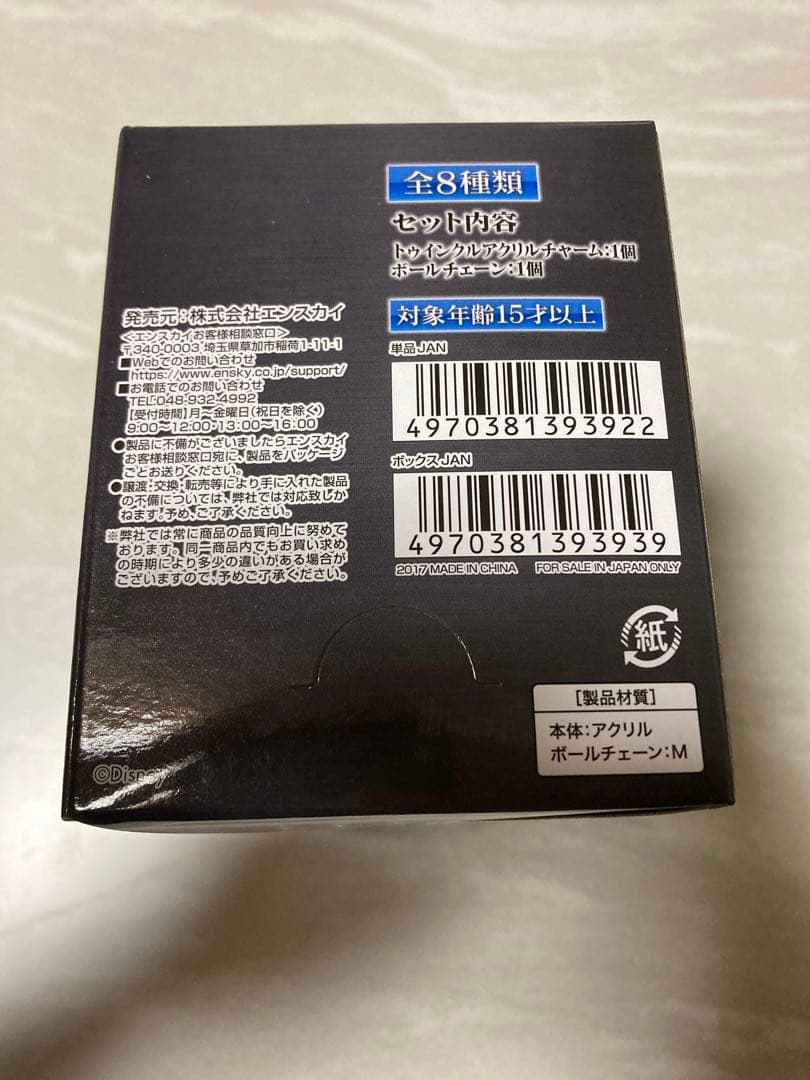 全8種類
セット内容
トゥインクルアクリルチャーム:1個
ボールチェーン:1個
対象年齢15才以上
単品JAN
4970381393922
ボックスJAN
4970381393939
2017 MADE IN CHINA FOR SALE IN JAPAN ONLY
発売元:株式会社エンスカイ
<エンスカイお客様相談窓口>
〒340-0003 埼玉県草加市稲荷1-11-1
■Webでのお問い合わせ
https://www.ensky.co.jp/support/
■お電話でのお問い合わせ
TEL:048-932-4992
【受付時間】月~金曜日(祝日を除く)
9:00~12:00・13:00~16:00
●製品に不備がございましたらエンスカイ
お客様相談窓口宛に、製品をパッケージ
ごとお送りください。
●譲渡・交換・転売等により手に入れた製品
の不備については、弊社では対応致しか
ねます。予め、ご了承ください。
※弊社では常に商品の品質向上に努めて
おります。同一商品内でもお買い求め
の時期により多少の違いがある場合が
ございますので、予めご了承ください。
紙
[製品材質]
本体:アクリル
ボールチェーン:M
©Disney